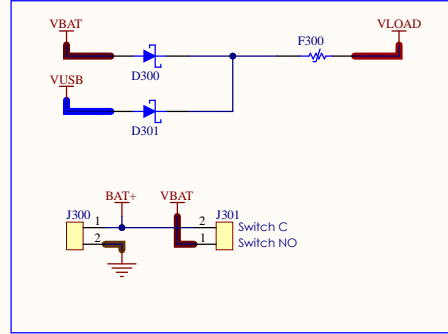 VBAT
VLOAD
F300
D300
VUSB
D301
BAT+
VBAT
J300
J301
1
2
Switch C
2
1
Switch NO